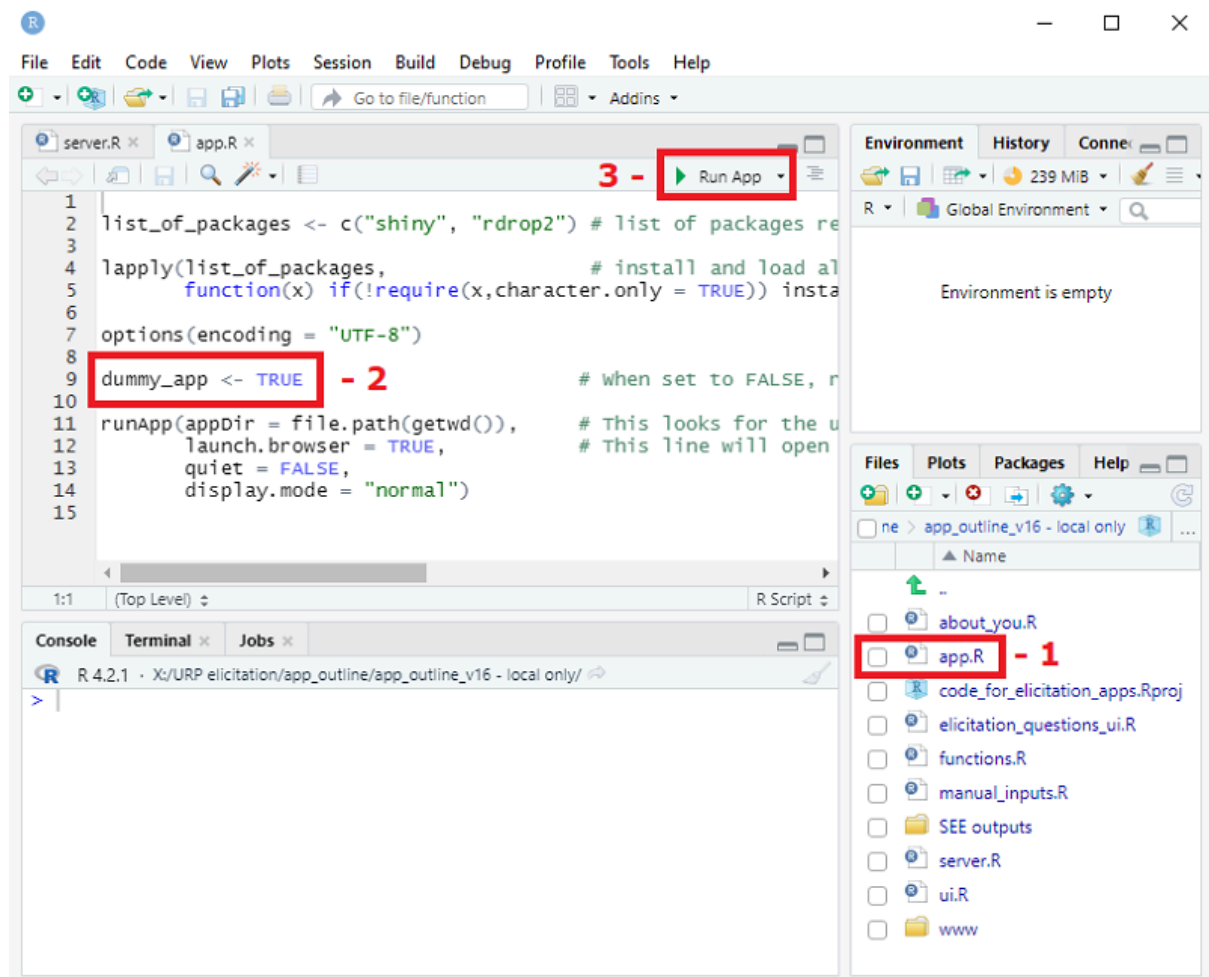 R
File Edit Code View Plots Session Build Debug Profile Tools Help
Go to file/function Addins
server.R app.R
3 - Run App
1
2 list_of_packages <- c("shiny", "rdrop2") # list of packages re
3
4 lapply(list_of_packages, # install and load al
5 function(x) if(!require(x,character.only = TRUE)) insta
6
7 options(encoding = "UTF-8")
8
9 dummy_app <- TRUE - 2 # When set to FALSE, r
10
11 runApp(appDir = file.path(getwd()), # This looks for the u
12 launch.browser = TRUE, # This line will open
13 quiet = FALSE,
14 display.mode = "normal")
15
1:1 (Top Level) R Script
Console Terminal Jobs
R R 4.2.1 · X:/URP elicitation/app_outline/app_outline_v16 - local only/
>
Environment History Connec
239 MiB
R Global Environment
Environment is empty
Files Plots Packages Help
ne > app_outline_v16 - local only R ...
Name
..
about_you.R
app.R - 1
code_for_elicitation_apps.Rproj
elicitation_questions_ui.R
functions.R
manual_inputs.R
SEE outputs
server.R
ui.R
www